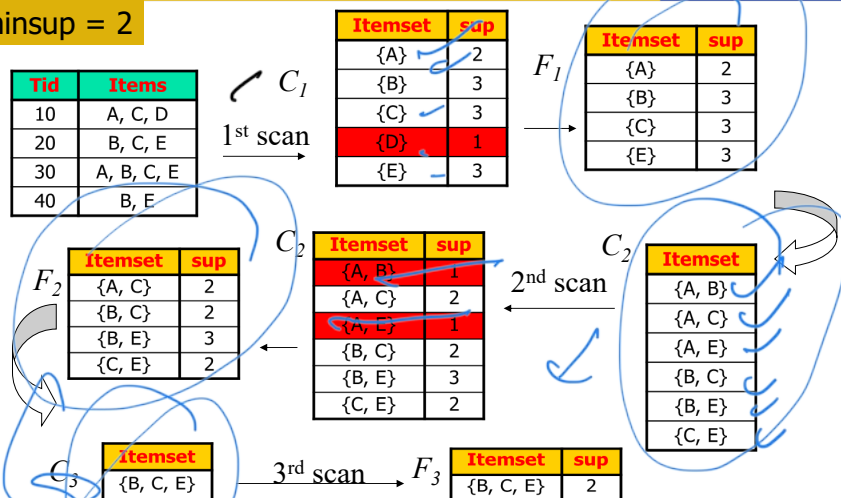 insup = 2
Tid Items
10 A, C, D
20 B, C, E
30 A, B, C, E
40 B, E
1st scan
C1
Itemset sup
{A} 2
{B} 3
{C} 3
{D} 1
{E} 3
F1
Itemset sup
{A} 2
{B} 3
{C} 3
{E} 3
C2
Itemset
{A, B}
{A, C}
{A, E}
{B, C}
{B, E}
{C, E}
2nd scan
C2
Itemset sup
{A, B} 1
{A, C} 2
{A, E} 1
{B, C} 2
{B, E} 3
{C, E} 2
F2
Itemset sup
{A, C} 2
{B, C} 2
{B, E} 3
{C, E} 2
C3
Itemset
{B, C, E}
3rd scan
F3
Itemset sup
{B, C, E} 2